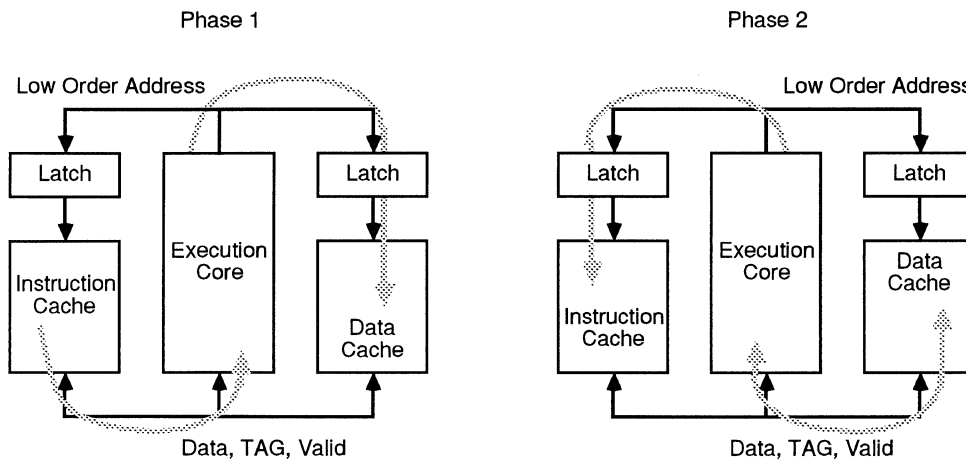 Phase 1
Phase 2
Low Order Address
Low Order Address
Latch
Latch
Latch
Latch
Instruction
Cache
Execution
Core
Data
Cache
Instruction
Cache
Execution
Core
Data
Cache
Data, TAG, Valid
Data, TAG, Valid